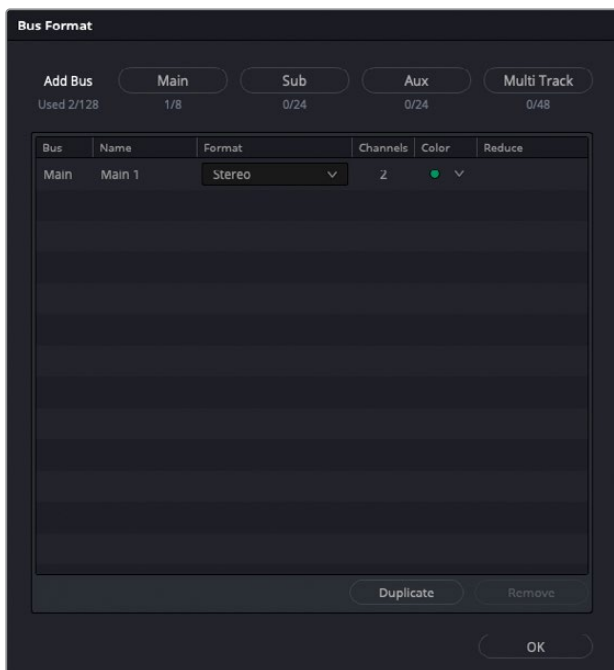 Bus Format
Add Bus Main Sub Aux Multi Track
Used 2/128 1/8 0/24 0/24 0/48
Bus Name Format Channels Color Reduce
Main Main 1 Stereo 2
Duplicate Remove
OK